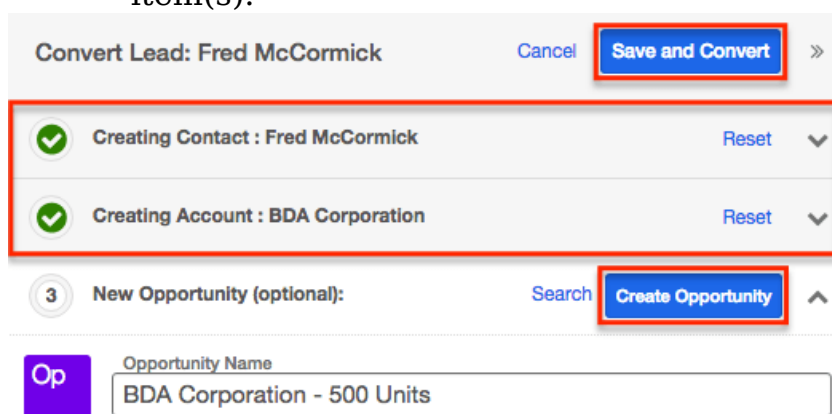 item(s):
Convert Lead: Fred McCormick Cancel Save and Convert »
Creating Contact : Fred McCormick Reset
Creating Account : BDA Corporation Reset
3 New Opportunity (optional): Search Create Opportunity
Op Opportunity Name
BDA Corporation - 500 Units